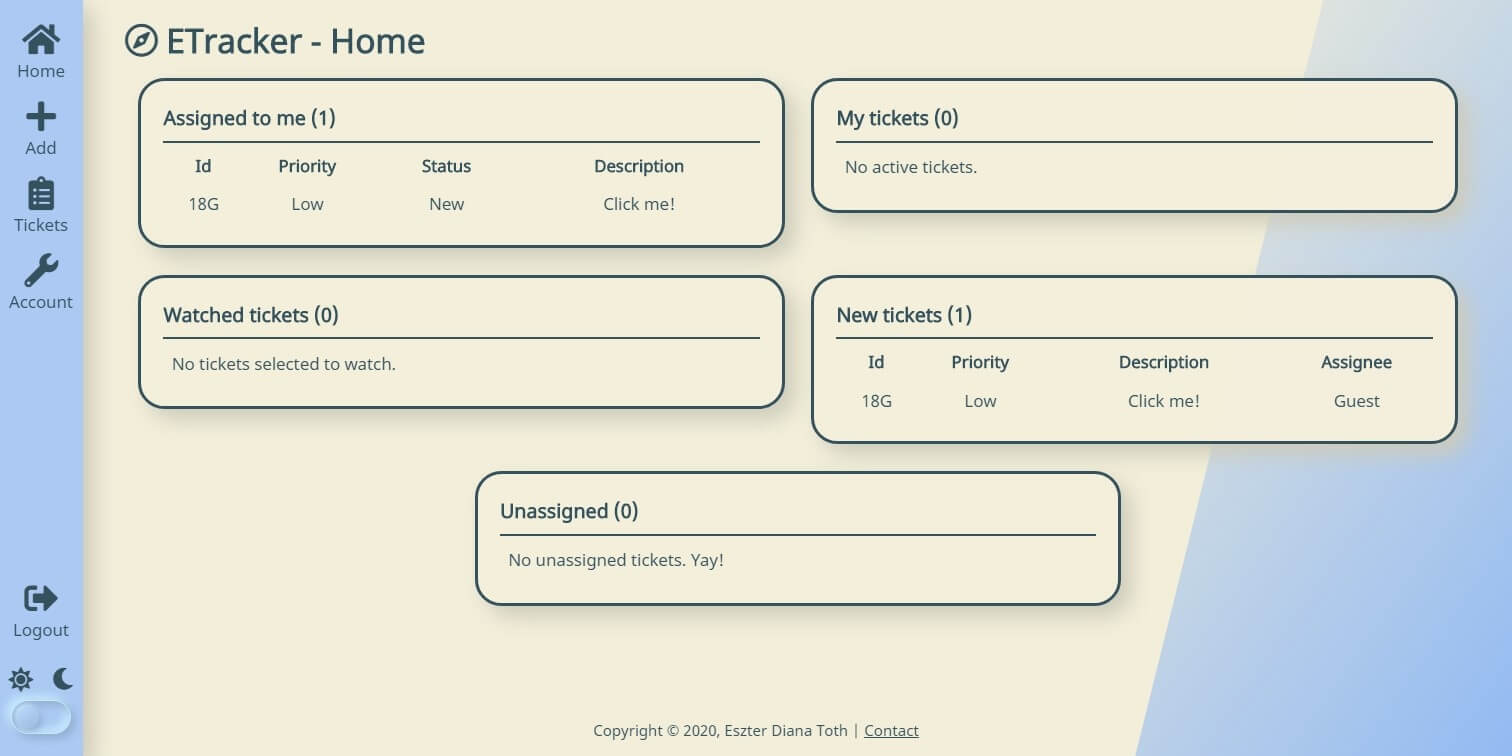 ETracker - Home
Home
Add
Tickets
Account
Logout
Assigned to me (1)
Id Priority Status Description
18G Low New Click me!
My tickets (0)
No active tickets.
Watched tickets (0)
No tickets selected to watch.
New tickets (1)
Id Priority Description Assignee
18G Low Click me! Guest
Unassigned (0)
No unassigned tickets. Yay!
Copyright © 2020, Eszter Diana Toth | Contact